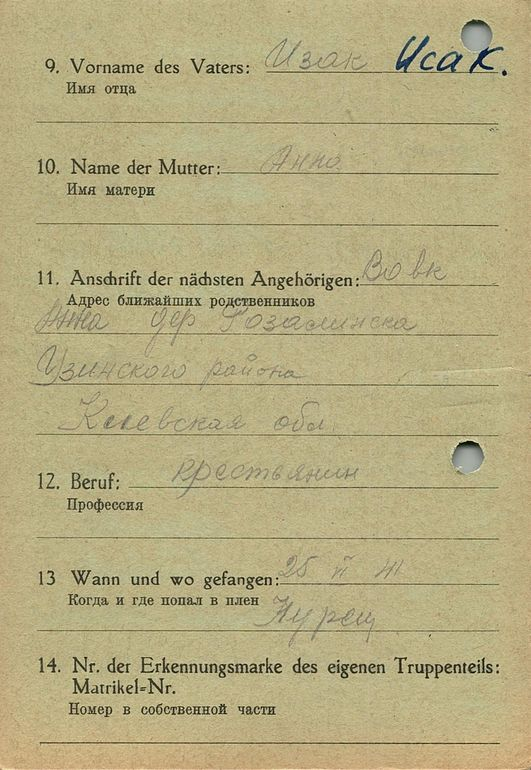 9. Vorname des Vaters: Изак Исак.
Имя отца
10. Name der Mutter: Анна
Имя матери
11. Anschrift der nächsten Angehörigen: Вовк
Адрес ближайших родственников
Анна дер Розалинска
Узинского района
Киевская обл.
12. Beruf: крестьянин
Профессия
13 Wann und wo gefangen: 25 VI 41
Когда и где попал в плен Нурец
14. Nr. der Erkennungsmarke des eigenen Truppenteils:
Matrikel-Nr.
Номер в собственной части